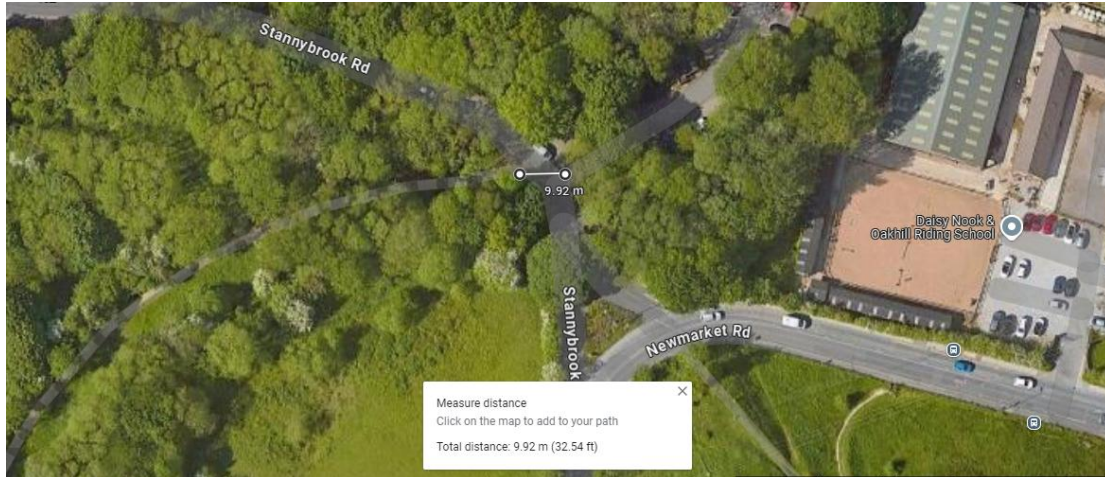 Stannybrook Rd
9.92 m
Daisy Nook &
Oakhill Riding School
Stannybrook
Newmarket Rd
Measure distance
Click on the map to add to your path
Total distance: 9.92 m (32.54 ft)